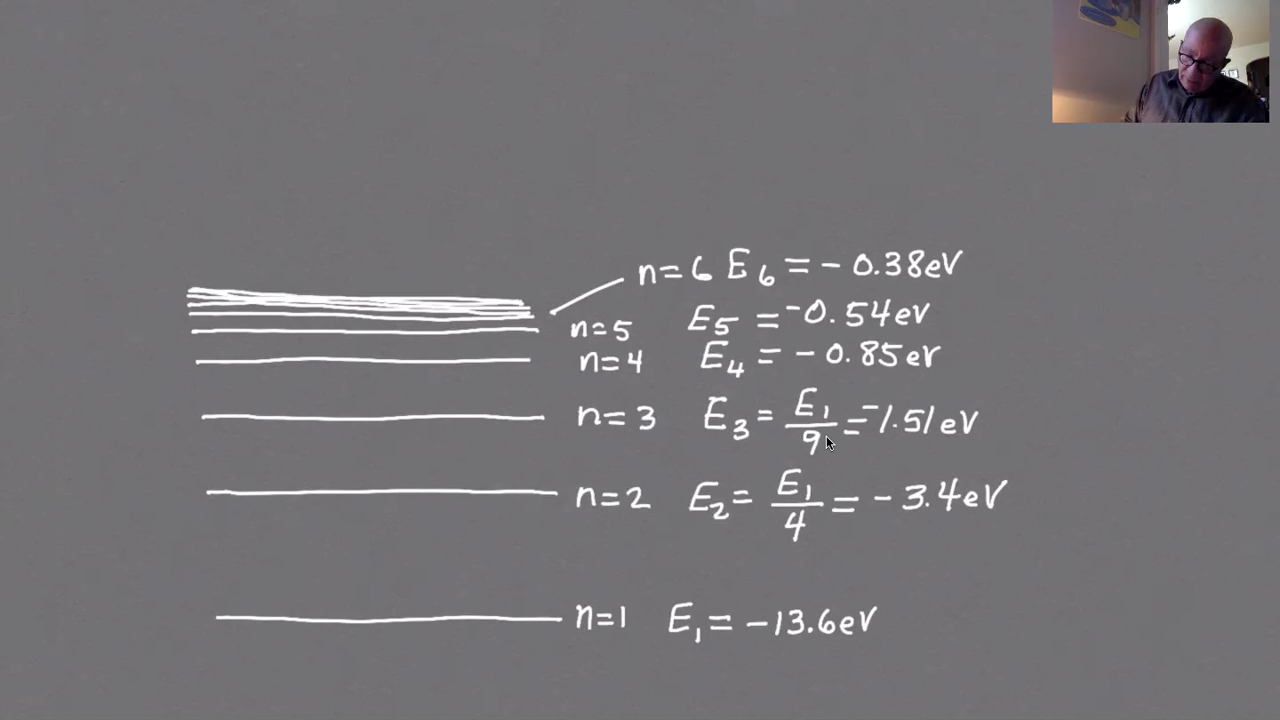 n=6 E₆ = - 0.38eV
n=5 E₅ = -0.54eV
n=4 E₄ = - 0.85eV
n=3 E₃ = E₁/9 = -1.51eV
n=2 E₂ = E₁/4 = - 3.4eV
n=1 E₁ = -13.6eV